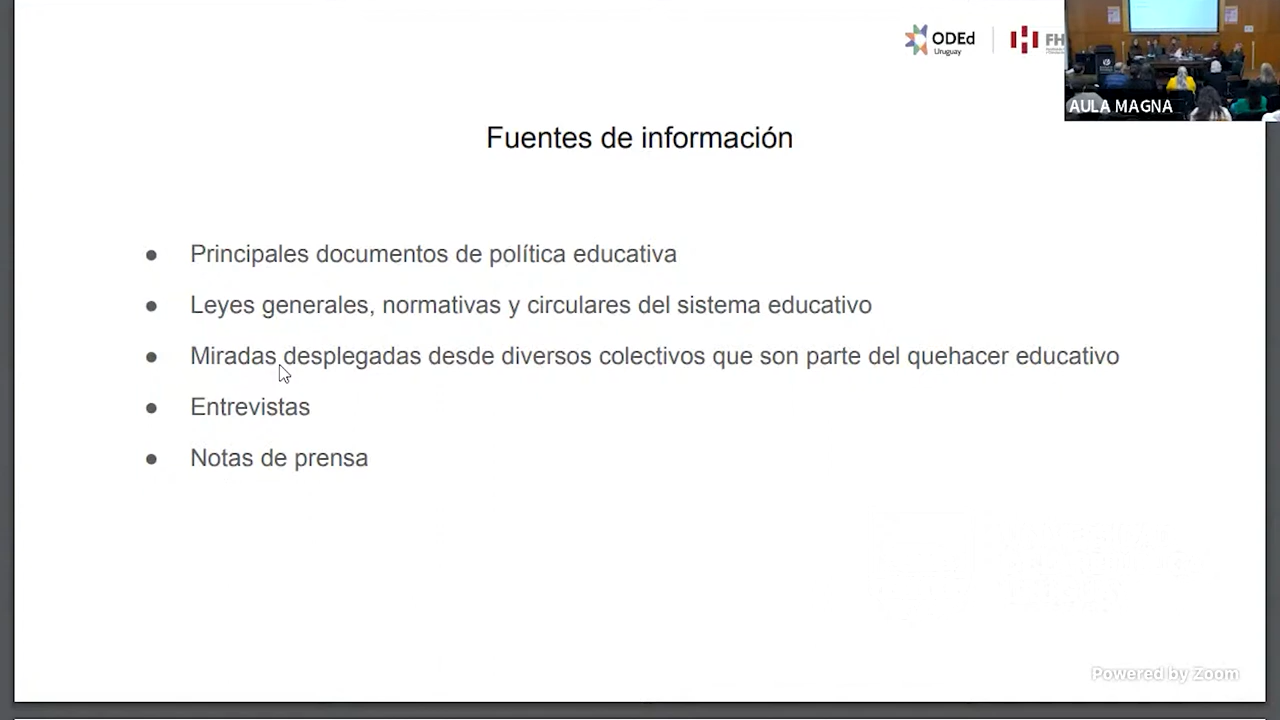 ODEd
Uruguay
FH
AULA MAGNA
Fuentes de información
● Principales documentos de política educativa
● Leyes generales, normativas y circulares del sistema educativo
● Miradas desplegadas desde diversos colectivos que son parte del quehacer educativo
● Entrevistas
● Notas de prensa
Powered by Zoom